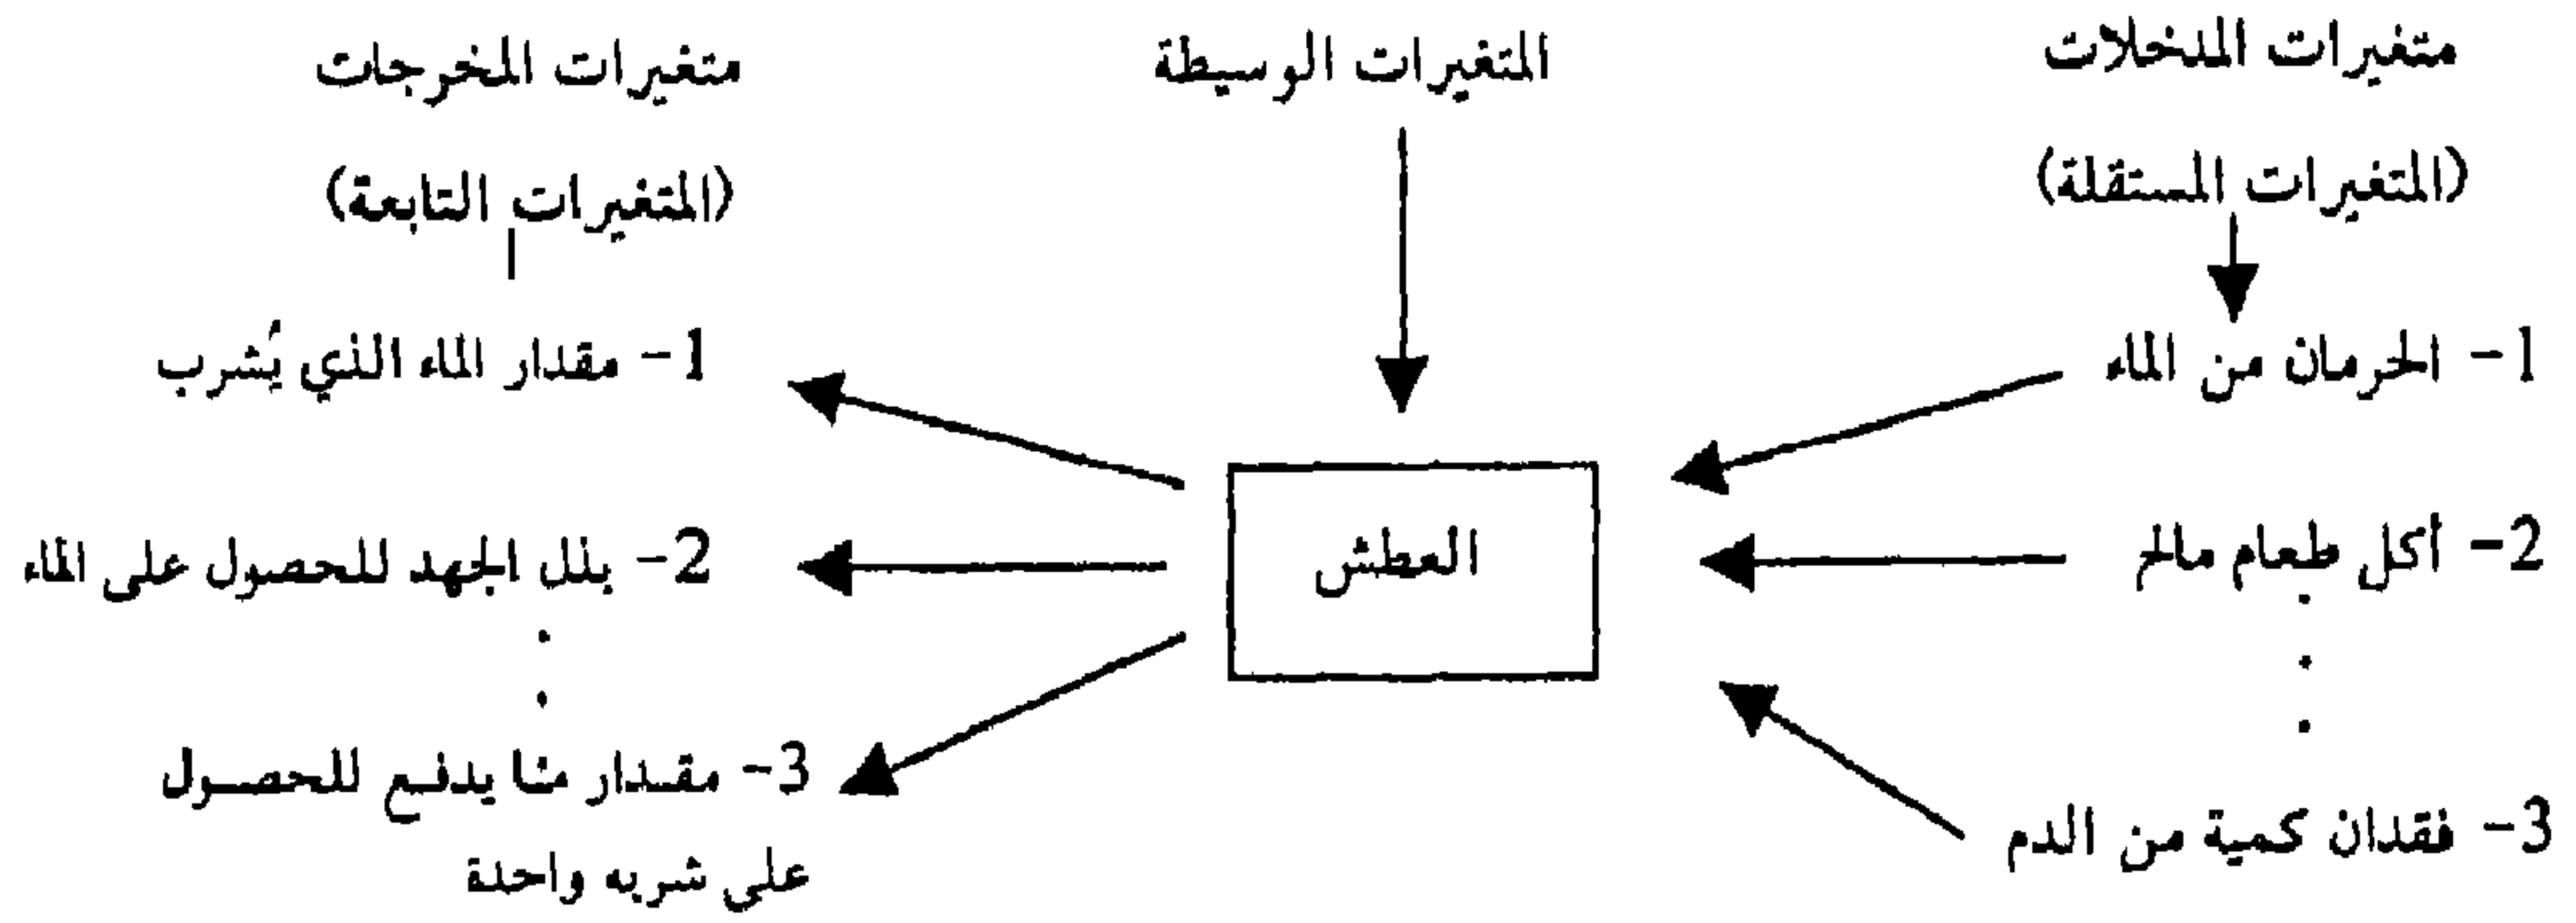 متغيرات المدخلات
(المتغيرات المستقلة)
1- الحرمان من الماء
2- أكل طعام مالح
3- فقدان كمية من الدم
المتغيرات الوسيطة
العطش
متغيرات المخرجات
(المتغيرات التابعة)
1- مقدار الماء الذي يُشرب
2- بذل الجهد للحصول على الماء
3- مقدار ما يدفع للحصول
على شربه واحدة